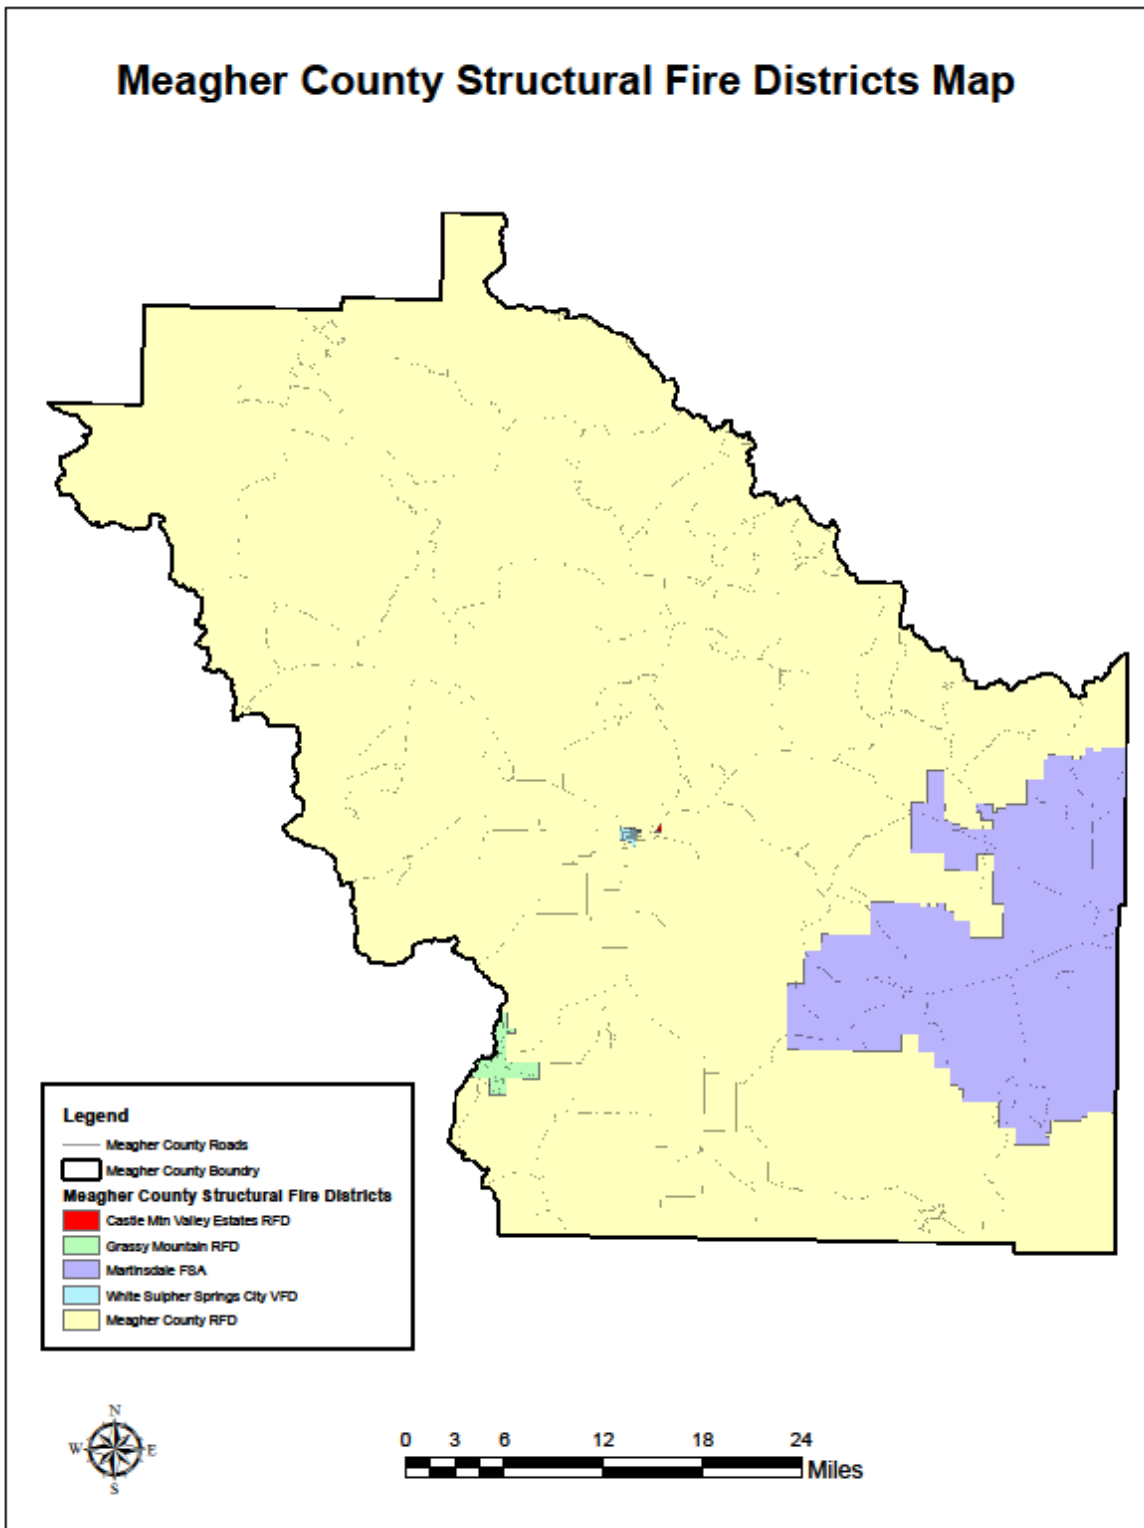 Meagher County Structural Fire Districts Map
Legend
Meagher County Roads
Meagher County Boundry
Meagher County Structural Fire Districts
Castle Mtn Valley Estates RFD
Grassy Mountain RFD
Martinsdale FSA
White Sulpher Springs City VFD
Meagher County RFD
N
W E
S
0 3 6 12 18 24
Miles